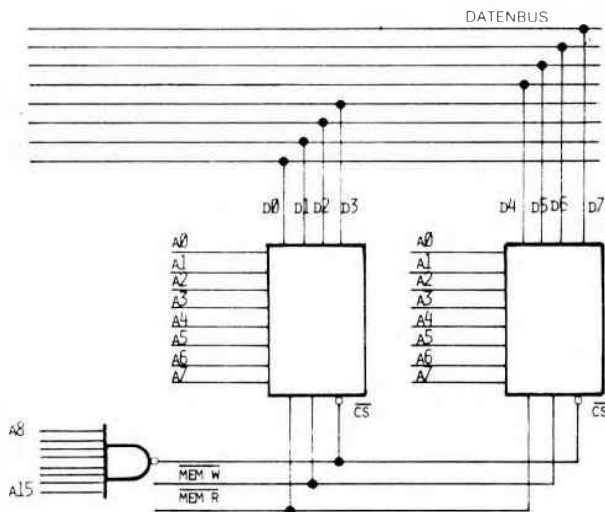 DATENBUS
D0 D1 D2 D3 D4 D5 D6 D7
A0 A0
A1 A1
A2 A2
A3 A3
A4 A4
A5 A5
A6 A6
A7 A7
CS CS
A8
MEM W
A15
MEM R